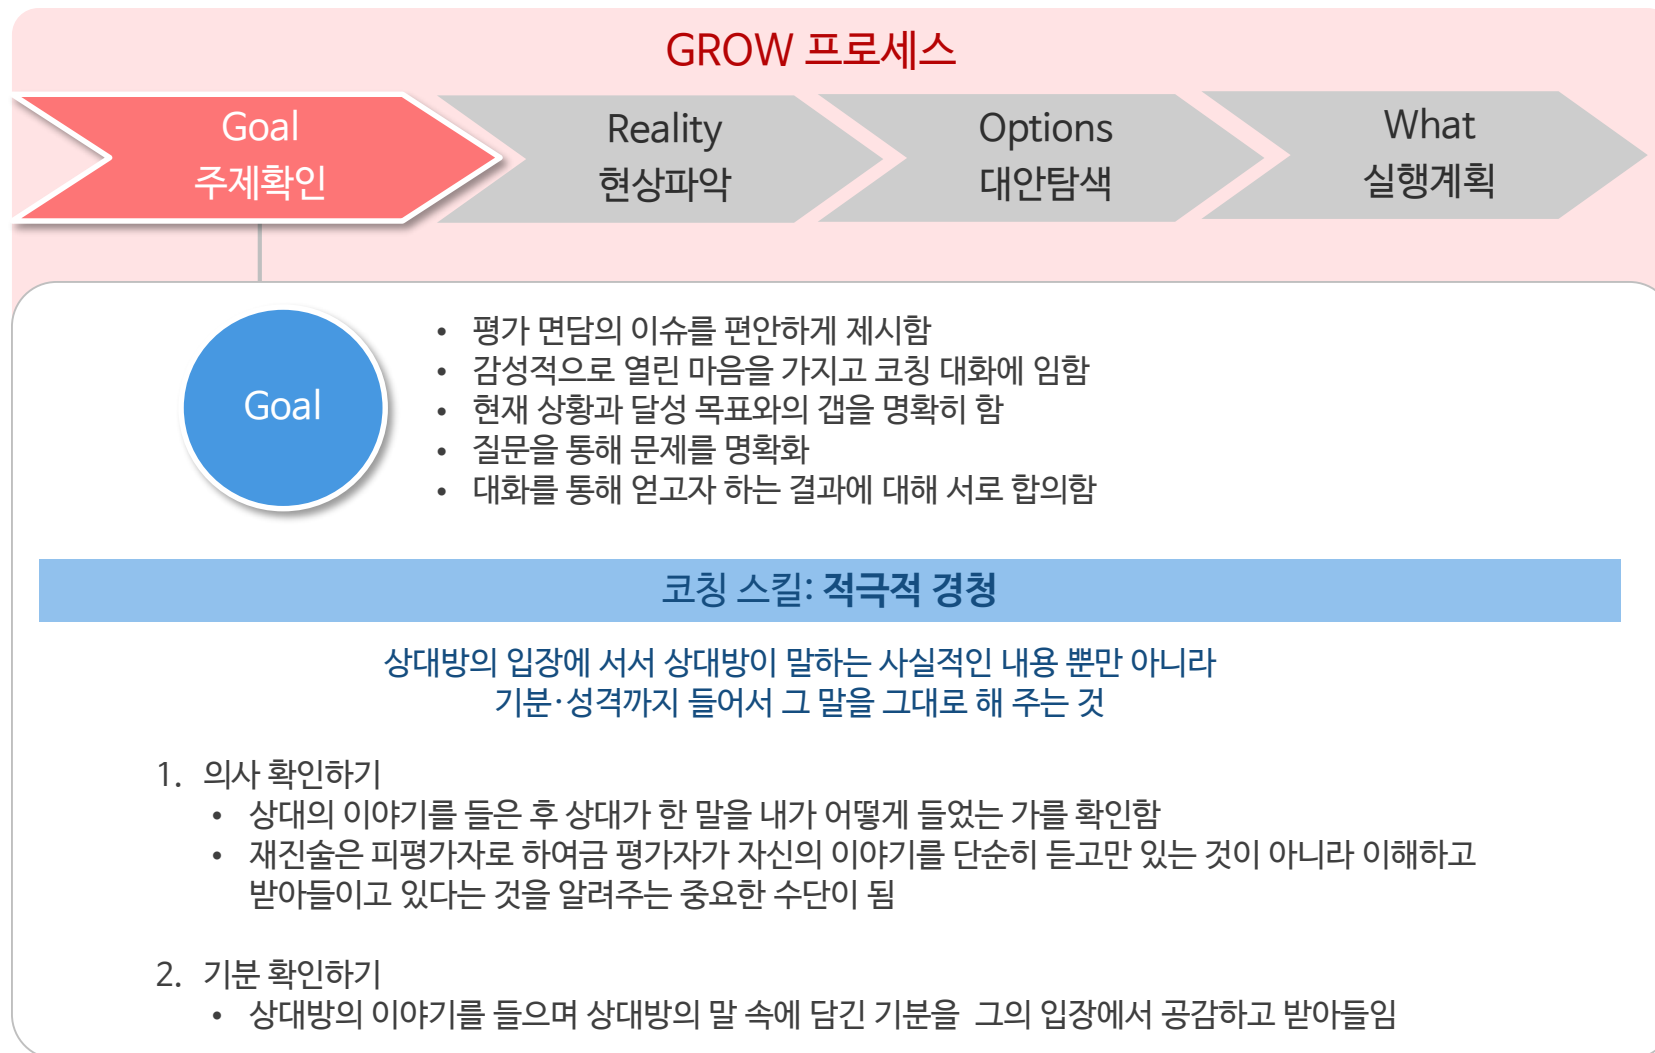 GROW 프로세스
Goal
주제확인
Reality
현상파악
Options
대안탐색
What
실행계획
Goal
• 평가 면담의 이슈를 편안하게 제시함
• 감성적으로 열린 마음을 가지고 코칭 대화에 임함
• 현재 상황과 달성 목표와의 갭을 명확히 함
• 질문을 통해 문제를 명확화
• 대화를 통해 얻고자 하는 결과에 대해 서로 합의함
코칭 스킬: 적극적 경청
상대방의 입장에 서서 상대방이 말하는 사실적인 내용 뿐만 아니라
기분·성격까지 들어서 그 말을 그대로 해 주는 것
1. 의사 확인하기
• 상대의 이야기를 들은 후 상대가 한 말을 내가 어떻게 들었는 가를 확인함
• 재진술은 피평가자로 하여금 평가자가 자신의 이야기를 단순히 듣고만 있는 것이 아니라 이해하고
받아들이고 있다는 것을 알려주는 중요한 수단이 됨
2. 기분 확인하기
• 상대방의 이야기를 들으며 상대방의 말 속에 담긴 기분을 그의 입장에서 공감하고 받아들임